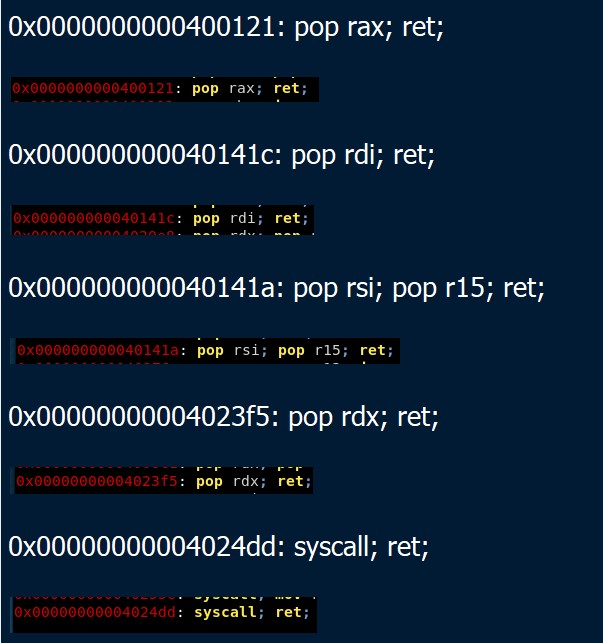 0x0000000000400121: pop rax; ret;
0x0000000000400121: pop rax; ret;
0x000000000040141c: pop rdi; ret;
0x000000000040141c: pop rdi; ret;
0x000000000040141a: pop rsi; pop r15; ret;
0x000000000040141a: pop rsi; pop r15; ret;
0x00000000004023f5: pop rdx; ret;
0x00000000004023f5: pop rdx; ret;
0x00000000004024dd: syscall; ret;
0x00000000004024dd: syscall; ret;